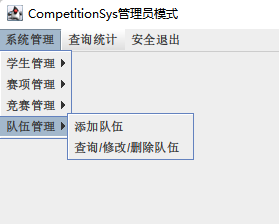 CompetitionSys管理员模式
系统管理 查询统计 安全退出
学生管理
赛项管理
竞赛管理
队伍管理 添加队伍
查询/修改/删除队伍